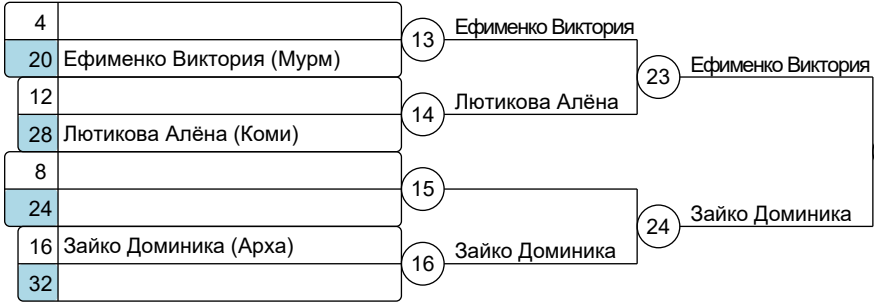 4
20 Ефименко Виктория (Мурм)
12
28 Лютикова Алёна (Коми)
8
24
16 Зайко Доминика (Арха)
32
13
Ефименко Виктория
14
Лютикова Алёна
15
16
Зайко Доминика
23
Ефименко Виктория
24
Зайко Доминика